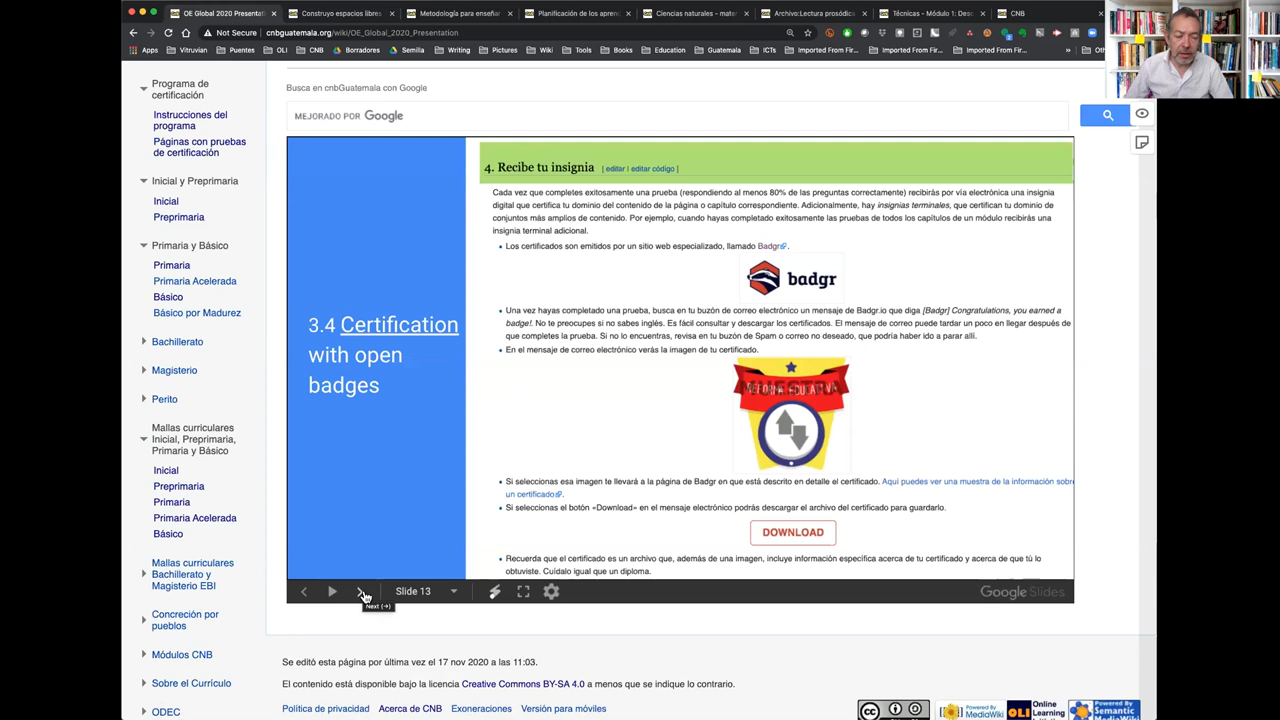 OE Global 2020 Presentatio
Construyo espacios libres
Metodología para enseñar
Planificación de los apren
Ciencias naturales - mate
Archivo:Lectura prosódica
Técnicas - Módulo 1: Desc
CNB
Not Secure | cnbguatemala.org/wiki/OE_Global_2020_Presentation
Apps Vitruvian Puentes OLI CNB Borradores Semilla Writing Pictures Wiki Tools Books Education Guatemala ICTs Imported From Fir... Imported From Fir... Imported From Fir... » Oth
Programa de
certificación
Instrucciones del
programa
Páginas con pruebas
de certificación
Inicial y Preprimaria
Inicial
Preprimaria
Primaria y Básico
Primaria
Primaria Acelerada
Básico
Básico por Madurez
Bachillerato
Magisterio
Perito
Mallas curriculares
Inicial, Preprimaria,
Primaria y Básico
Inicial
Preprimaria
Primaria
Primaria Acelerada
Básico
Mallas curriculares
Bachillerato y
Magisterio EBI
Concreción por
pueblos
Módulos CNB
Sobre el Currículo
ODEC
Busca en cnbGuatemala con Google
MEJORADO POR Google
3.4 Certification
with open
badges
4. Recibe tu insignia [ editar | editar código ]
Cada vez que completes exitosamente una prueba (respondiendo al menos 80% de las preguntas correctamente) recibirás por vía electrónica una insignia
digital que certifica tu dominio del contenido de la página o capítulo correspondiente. Adicionalmente, hay insignias terminales, que certifican tu dominio de
conjuntos más amplios de contenido. Por ejemplo, cuando hayas completado exitosamente las pruebas de todos los capítulos de un módulo recibirás una
insignia terminal adicional.
• Los certificados son emitidos por un sitio web especializado, llamado Badgr.
badgr
• Una vez hayas completado una prueba, busca en tu buzón de correo electrónico un mensaje de Badgr.io que diga [Badgr] Congratulations, you earned a
badge!. No te preocupes si no sabes inglés. Es fácil consultar y descargar los certificados. El mensaje de correo puede tardar un poco en llegar después de
que completes la prueba. Si no lo encuentras, revisa en tu buzón de Spam o correo no deseado, que podría haber ido a parar allí.
• En el mensaje de correo electrónico verás la imagen de tu certificado.
MUESTRA
REFORMA EDUCATIVA
• Si seleccionas esa imagen te llevará a la página de Badgr en que está descrito en detalle el certificado. Aquí puedes ver una muestra de la información sobre
un certificado.
• Si seleccionas el botón «Download» en el mensaje electrónico podrás descargar el archivo del certificado para guardarlo.
DOWNLOAD
• Recuerda que el certificado es un archivo que, además de una imagen, incluye información específica acerca de tu certificado y acerca de que tú lo
obtuviste. Cuídalo igual que un diploma.
Slide 13
Google Slides
Next (→)
Se editó esta página por última vez el 17 nov 2020 a las 11:03.
El contenido está disponible bajo la licencia Creative Commons BY-SA 4.0 a menos que se indique lo contrario.
Política de privacidad Acerca de CNB Exoneraciones Versión para móviles
cc
Powered By
MediaWiki
OLI Online
Learning
Powered By
Semantic
MediaWiki